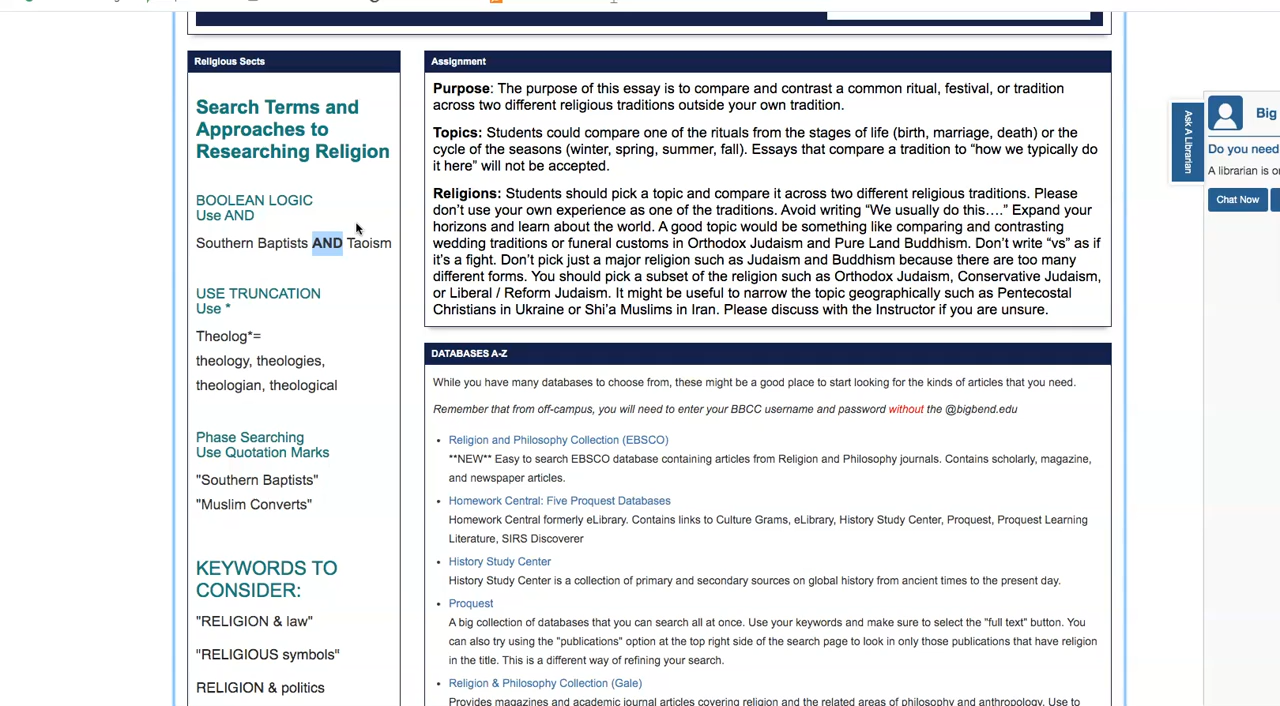 Religious Sects
Search Terms and
Approaches to
Researching Religion
BOOLEAN LOGIC
Use AND
Southern Baptists AND Taoism
USE TRUNCATION
Use *
Theolog*=
theology, theologies,
theologian, theological
Phase Searching
Use Quotation Marks
"Southern Baptists"
"Muslim Converts"
KEYWORDS TO
CONSIDER:
"RELIGION & law"
"RELIGIOUS symbols"
RELIGION & politics
Assignment
Purpose: The purpose of this essay is to compare and contrast a common ritual, festival, or tradition
across two different religious traditions outside your own tradition.
Topics: Students could compare one of the rituals from the stages of life (birth, marriage, death) or the
cycle of the seasons (winter, spring, summer, fall). Essays that compare a tradition to “how we typically do
it here” will not be accepted.
Religions: Students should pick a topic and compare it across two different religious traditions. Please
don’t use your own experience as one of the traditions. Avoid writing “We usually do this….” Expand your
horizons and learn about the world. A good topic would be something like comparing and contrasting
wedding traditions or funeral customs in Orthodox Judaism and Pure Land Buddhism. Don’t write “vs” as if
it’s a fight. Don’t pick just a major religion such as Judaism and Buddhism because there are too many
different forms. You should pick a subset of the religion such as Orthodox Judaism, Conservative Judaism,
or Liberal / Reform Judaism. It might be useful to narrow the topic geographically such as Pentecostal
Christians in Ukraine or Shi’a Muslims in Iran. Please discuss with the Instructor if you are unsure.
DATABASES A-Z
While you have many databases to choose from, these might be a good place to start looking for the kinds of articles that you need.
Remember that from off-campus, you will need to enter your BBCC username and password without the @bigbend.edu
• Religion and Philosophy Collection (EBSCO)
**NEW** Easy to search EBSCO database containing articles from Religion and Philosophy journals. Contains scholarly, magazine,
and newspaper articles.
• Homework Central: Five Proquest Databases
Homework Central formerly eLibrary. Contains links to Culture Grams, eLibrary, History Study Center, Proquest, Proquest Learning
Literature, SIRS Discoverer
• History Study Center
History Study Center is a collection of primary and secondary sources on global history from ancient times to the present day.
• Proquest
A big collection of databases that you can search all at once. Use your keywords and make sure to select the "full text" button. You
can also try using the "publications" option at the top right side of the search page to look in only those publications that have religion
in the title. This is a different way of refining your search.
• Religion & Philosophy Collection (Gale)
Provides magazines and academic journal articles covering religion and the related areas of philosophy and anthropology. Use to
Ask A Librarian
Big
Do you need
A librarian is o
Chat Now